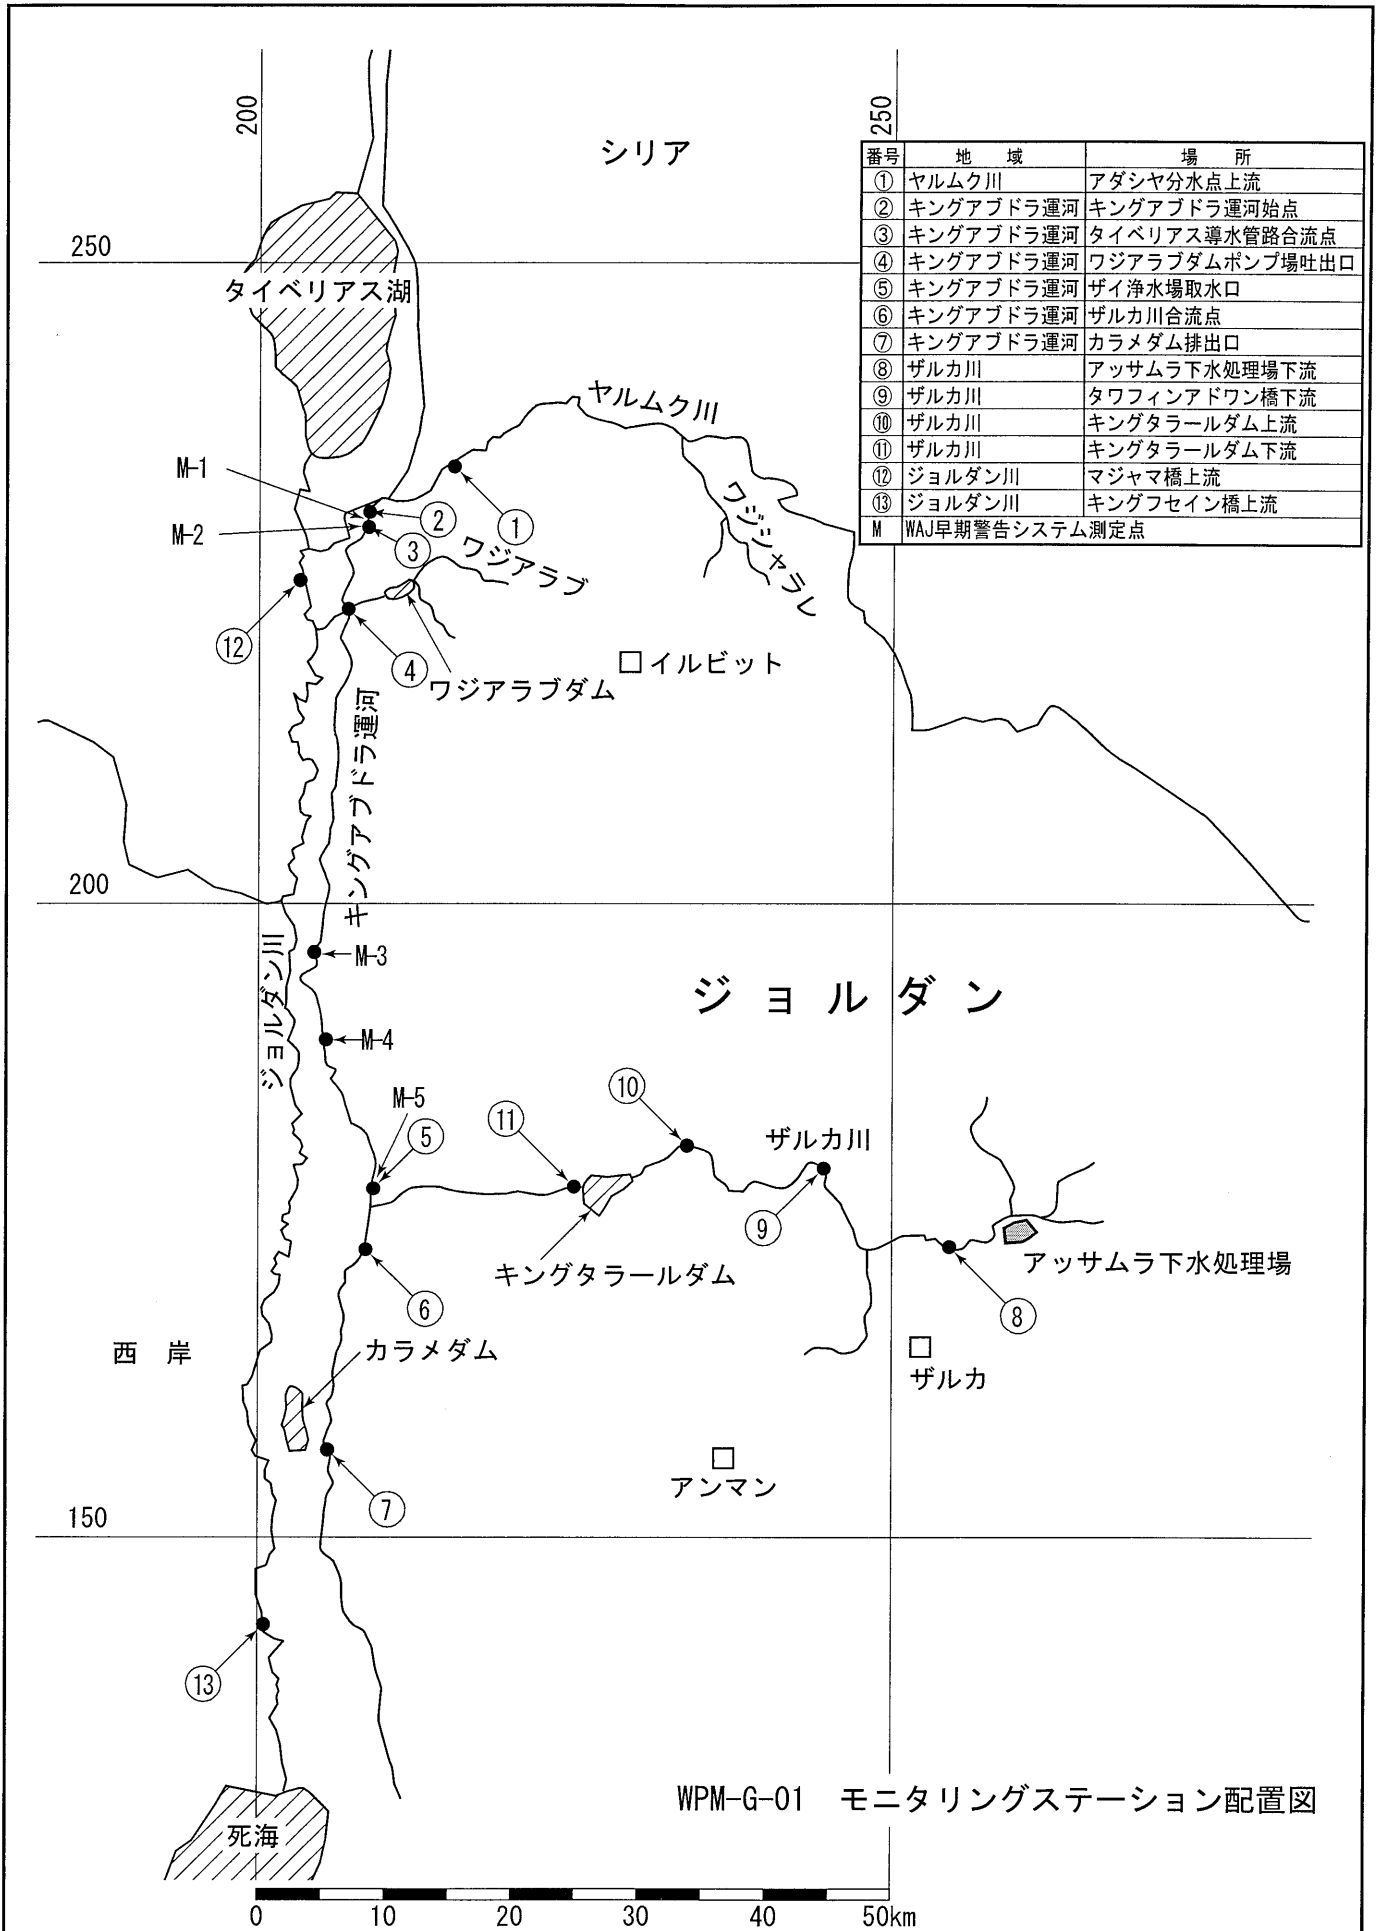 200
250
シリア
番号 地域 場所
① ヤルムク川 アダシヤ分水点上流
② キングアブドラ運河 キングアブドラ運河始点
③ キングアブドラ運河 タイベリアス導水管路合流点
④ キングアブドラ運河 ワジアラブダムポンプ場吐出口
⑤ キングアブドラ運河 ザイ浄水場取水口
⑥ キングアブドラ運河 ザルカ川合流点
⑦ キングアブドラ運河 カラメダム排出口
⑧ ザルカ川 アッサムラ下水処理場下流
⑨ ザルカ川 タワフィンアドワン橋下流
⑩ ザルカ川 キングタラールダム上流
⑪ ザルカ川 キングタラールダム下流
⑫ ジョルダン川 マジャマ橋上流
⑬ ジョルダン川 キングフセイン橋上流
M WAJ早期警告システム測定点
250
タイベリアス湖
ヤルムク川
M-1
M-2
②
①
③
ワジアラブ
ワジシャラレ
⑫
④
ワジアラブダム
イルビット
キングアブドラ運河
200
ジョルダン川
M-3
ジョルダン
M-4
M-5
⑤
⑪
⑩
ザルカ川
⑨
キングタラールダム
アッサムラ下水処理場
⑥
⑧
西岸
カラメダム
ザルカ
アンマン
⑦
150
⑬
WPM-G-01 モニタリングステーション配置図
死海
0 10 20 30 40 50km